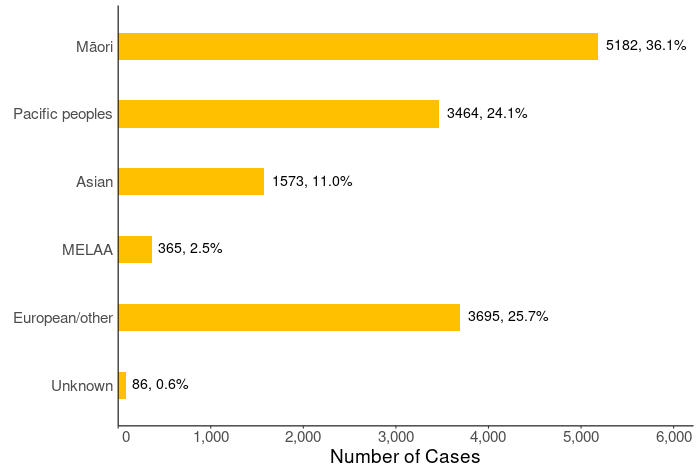 Māori 5182, 36.1%
Pacific peoples 3464, 24.1%
Asian 1573, 11.0%
MELAA 365, 2.5%
European/other 3695, 25.7%
Unknown 86, 0.6%
0 1,000 2,000 3,000 4,000 5,000 6,000
Number of Cases